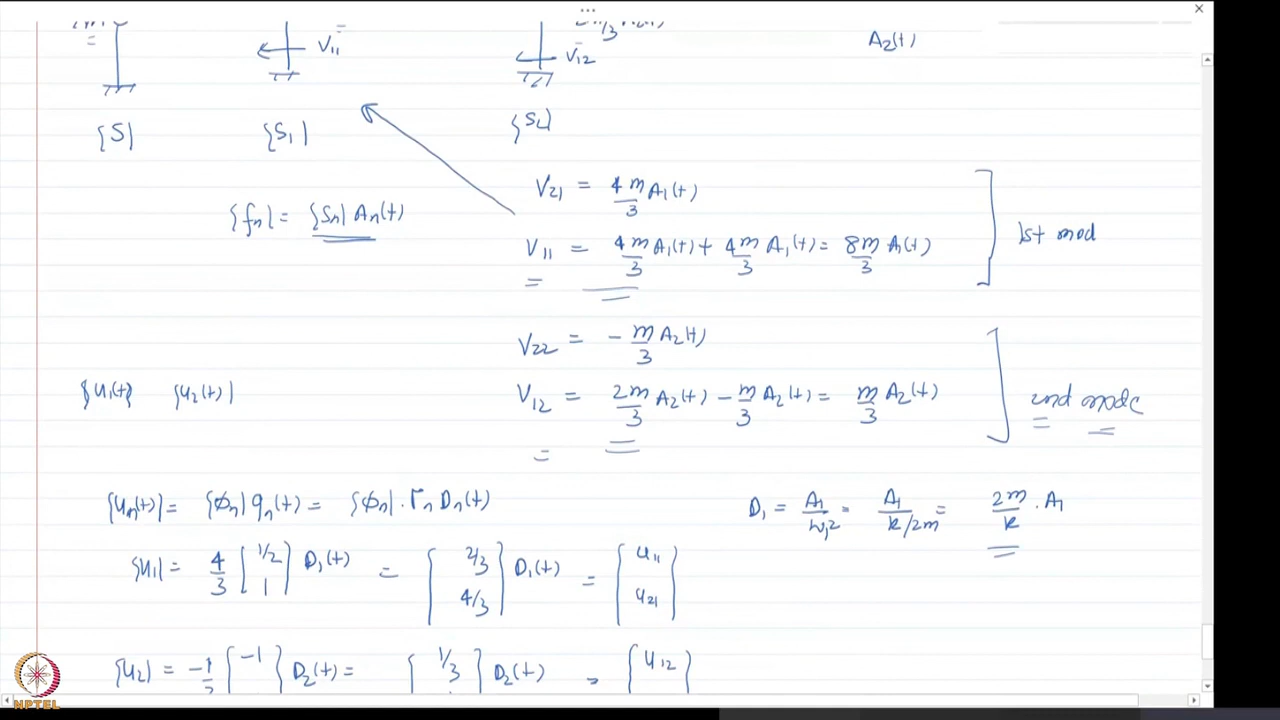 V₁₁
V₁₂
A₂(t)
{S} {S₁} {S₂}
V₂₁ = 4m/3 A₁(t)
{fₙ} = {Sₙ} Aₙ(t)
V₁₁ = 4m/3 A₁(t) + 4m/3 A₁(t) = 8m/3 A₁(t)
1st mod
V₂₂ = - m/3 A₂(t)
{u₁(t)} {u₂(t)}
V₁₂ = 2m/3 A₂(t) - m/3 A₂(t) = m/3 A₂(t)
2nd mode
{uₙ(t)} = {ϕₙ} qₙ(t) = {ϕₙ} · Γₙ Dₙ(t)
D₁ = A₁/ω₁² = A₁/k/2m = 2m/k · A₁
{u₁} = 4/3 {1/2 1} D₁(t) = {2/3 4/3} D₁(t) = {u₁₁ u₂₁}
{u₂} = -1/3 {-1 D₂(t) = {1/3 D₂(t) = {u₁₂
NPTEL